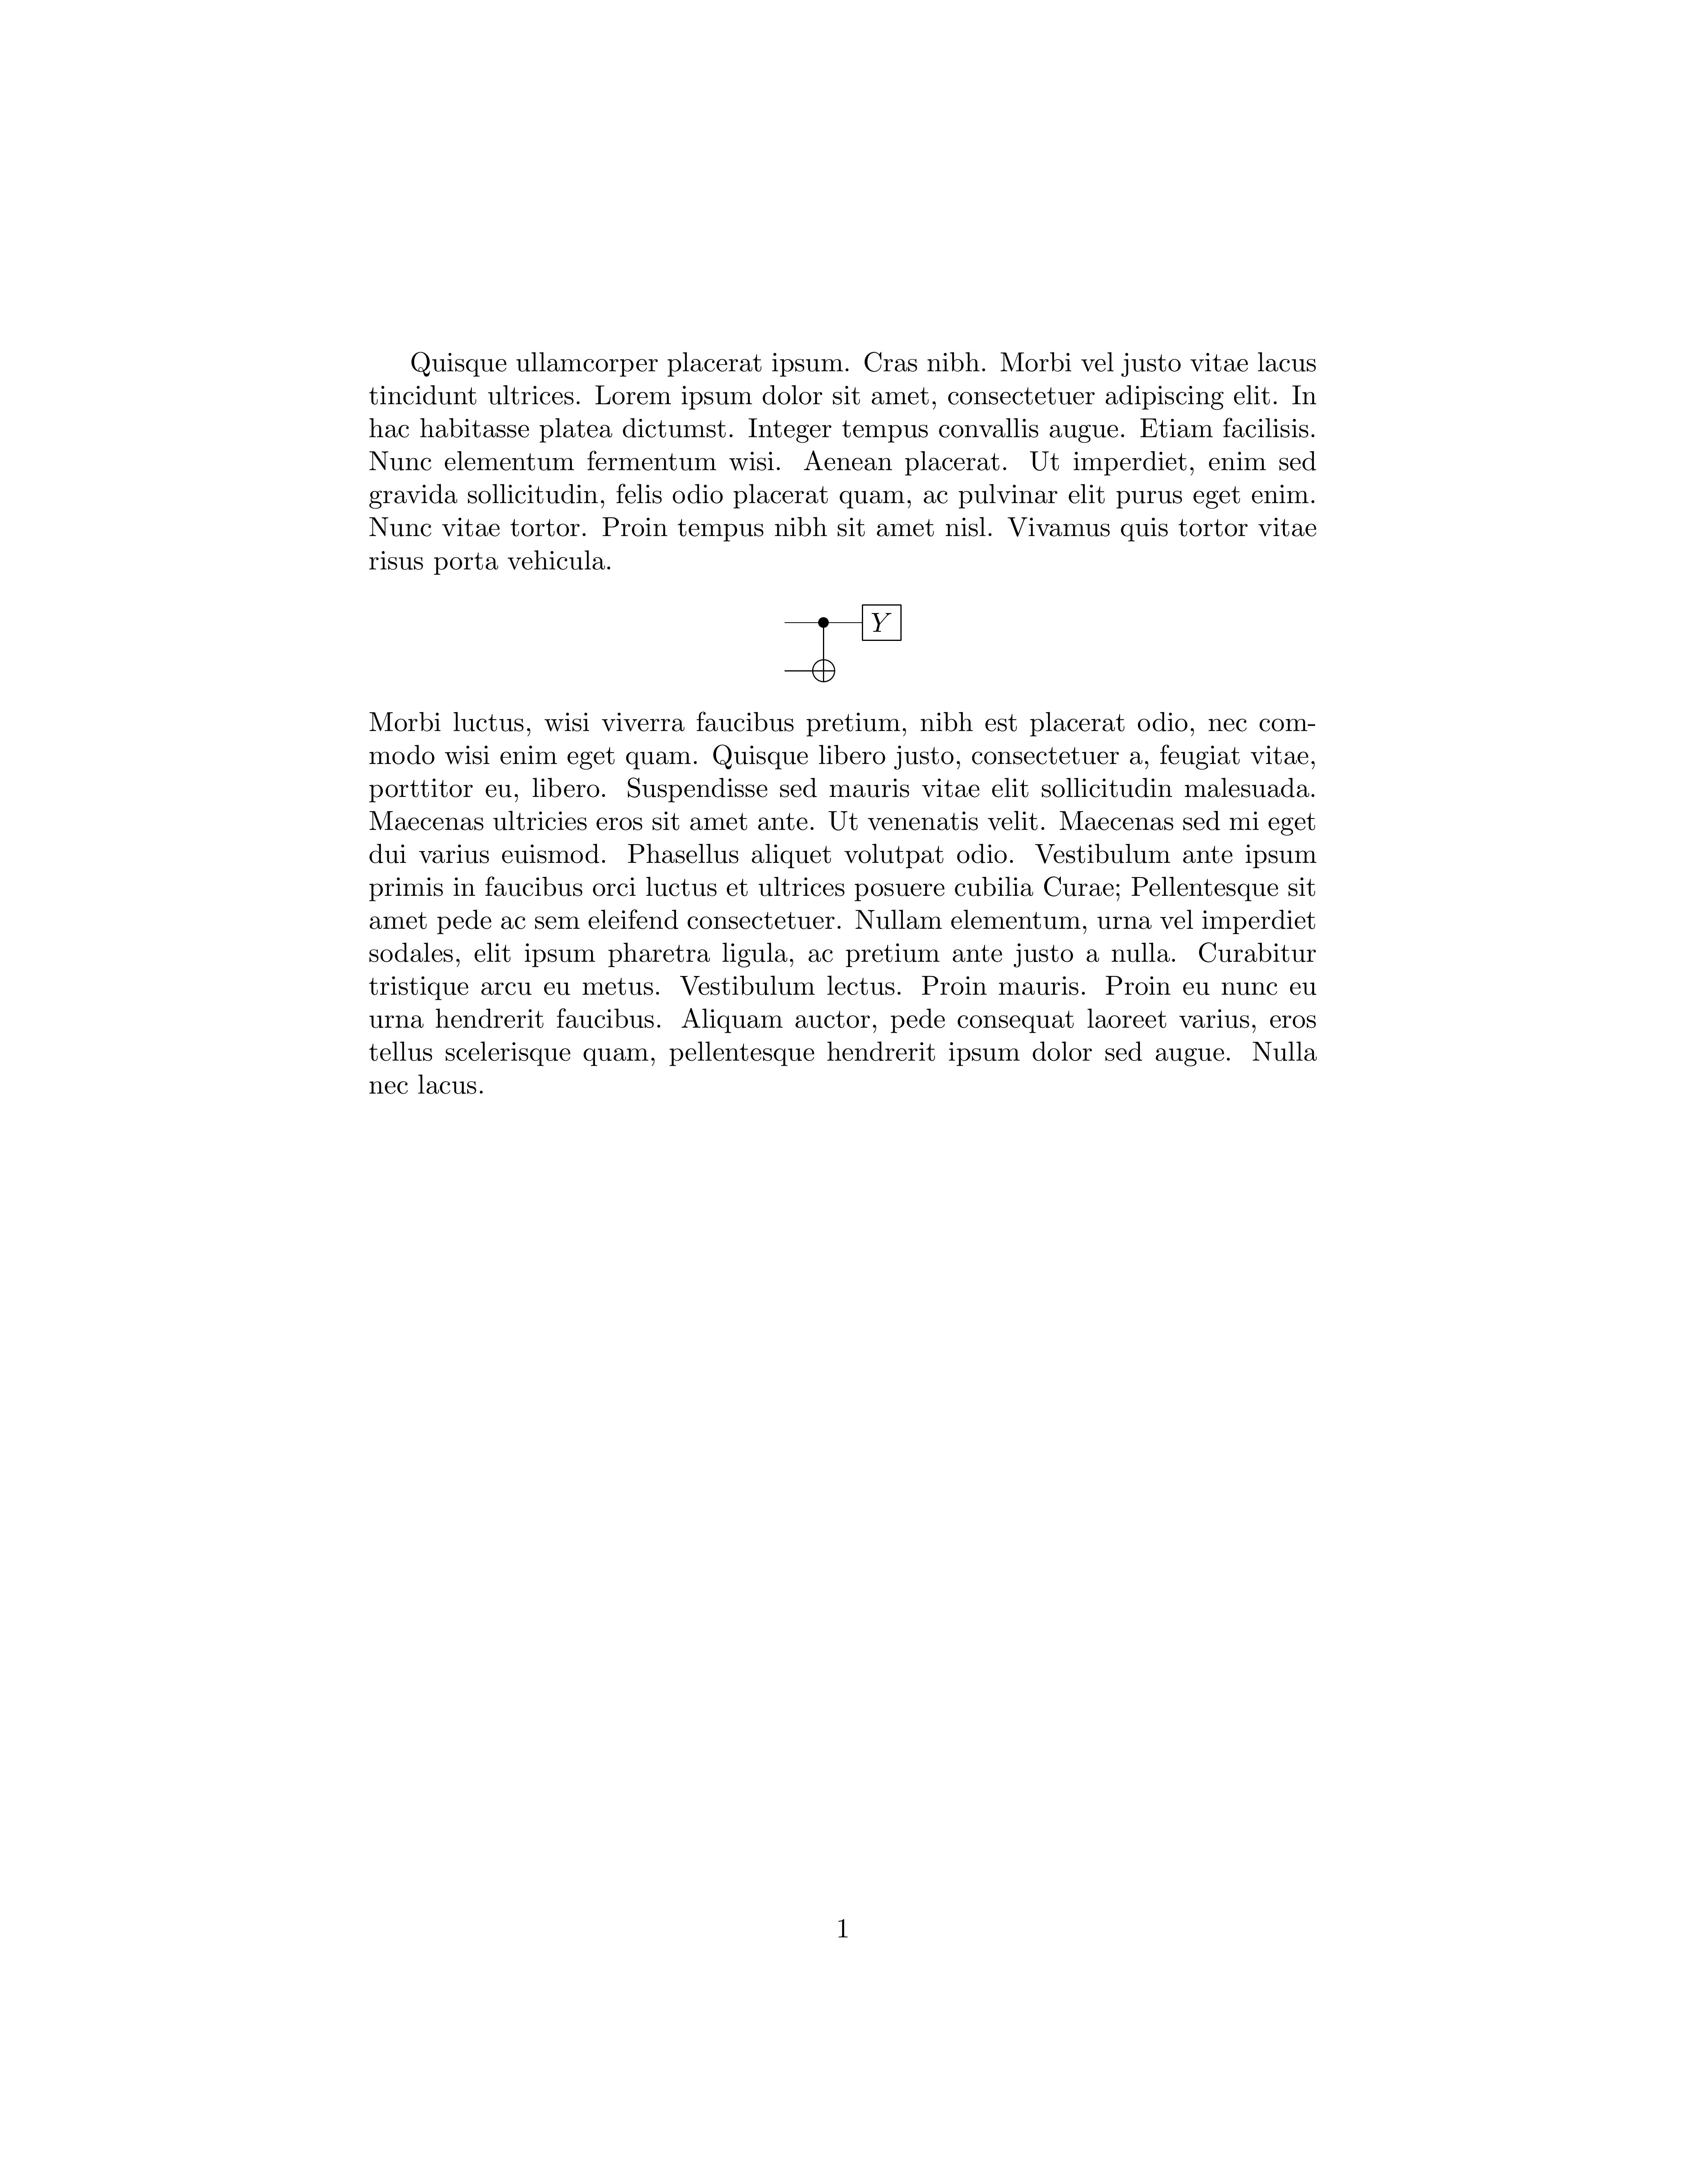 Quisque ullamcorper placerat ipsum. Cras nibh. Morbi vel justo vitae lacus
tincidunt ultrices. Lorem ipsum dolor sit amet, consectetuer adipiscing elit. In
hac habitasse platea dictumst. Integer tempus convallis augue. Etiam facilisis.
Nunc elementum fermentum wisi. Aenean placerat. Ut imperdiet, enim sed
gravida sollicitudin, felis odio placerat quam, ac pulvinar elit purus eget enim.
Nunc vitae tortor. Proin tempus nibh sit amet nisl. Vivamus quis tortor vitae
risus porta vehicula.
Y
Morbi luctus, wisi viverra faucibus pretium, nibh est placerat odio, nec com-
modo wisi enim eget quam. Quisque libero justo, consectetuer a, feugiat vitae,
porttitor eu, libero. Suspendisse sed mauris vitae elit sollicitudin malesuada.
Maecenas ultricies eros sit amet ante. Ut venenatis velit. Maecenas sed mi eget
dui varius euismod. Phasellus aliquet volutpat odio. Vestibulum ante ipsum
primis in faucibus orci luctus et ultrices posuere cubilia Curae; Pellentesque sit
amet pede ac sem eleifend consectetuer. Nullam elementum, urna vel imperdiet
sodales, elit ipsum pharetra ligula, ac pretium ante justo a nulla. Curabitur
tristique arcu eu metus. Vestibulum lectus. Proin mauris. Proin eu nunc eu
urna hendrerit faucibus. Aliquam auctor, pede consequat laoreet varius, eros
tellus scelerisque quam, pellentesque hendrerit ipsum dolor sed augue. Nulla
nec lacus.
1